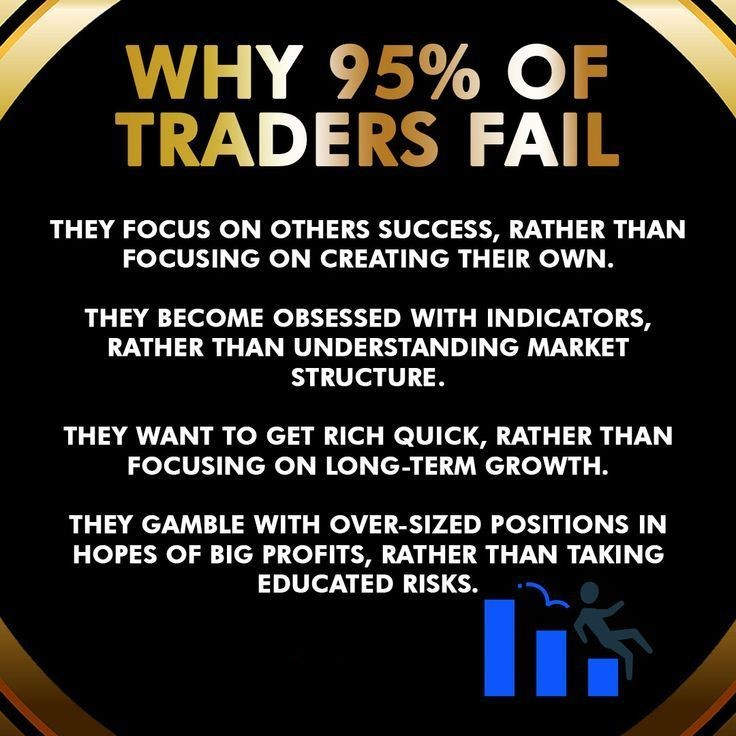 WHY 95% OF
TRADERS FAIL
THEY FOCUS ON OTHERS SUCCESS, RATHER THAN
FOCUSING ON CREATING THEIR OWN.
THEY BECOME OBSESSED WITH INDICATORS,
RATHER THAN UNDERSTANDING MARKET
STRUCTURE.
THEY WANT TO GET RICH QUICK, RATHER THAN
FOCUSING ON LONG-TERM GROWTH.
THEY GAMBLE WITH OVER-SIZED POSITIONS IN
HOPES OF BIG PROFITS, RATHER THAN TAKING
EDUCATED RISKS.